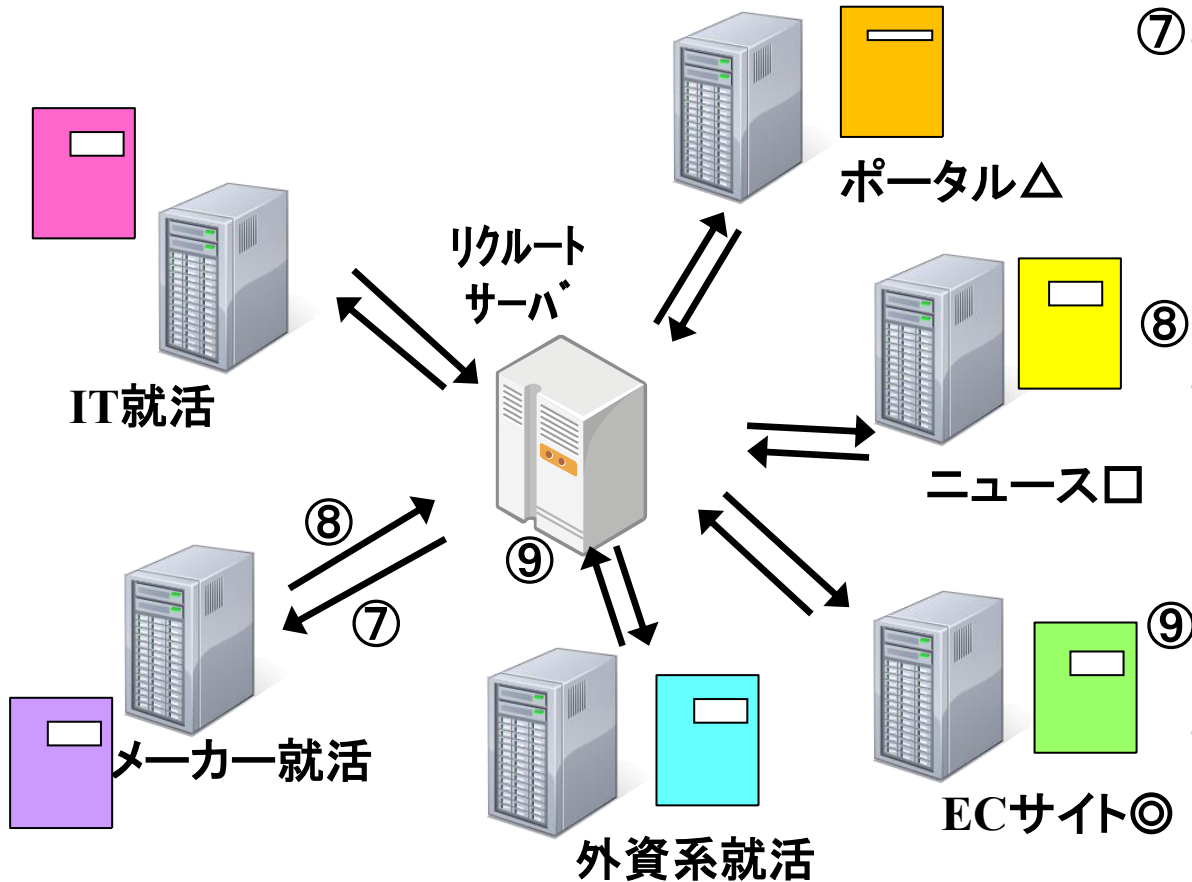 ⑦
ポータル△
リクルート
サーバ
IT就活
⑧
ニュース□
⑧
⑨
⑦
⑨
メーカー就活
ECサイト◎
外資系就活